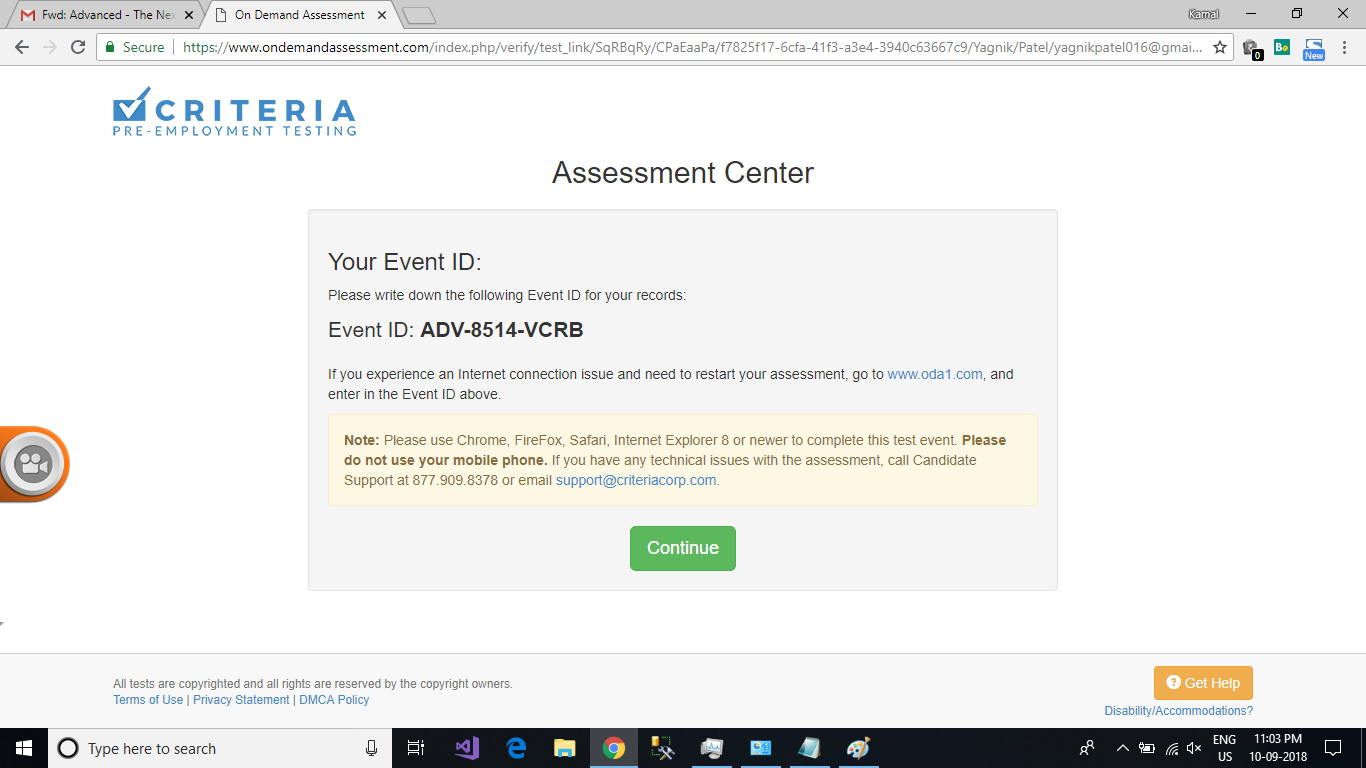 Fwd: Advanced - The Nex
On Demand Assessment
Kamal
Secure
https://www.ondemandassessment.com/index.php/verify/test_link/SqRBqRy/CPaEaaPa/f7825f17-6cfa-41f3-a3e4-3940c63667c9/Yagnik/Patel/yagnikpatel016@gmai...
0
Bo
New
CRITERIA
PRE-EMPLOYMENT TESTING
Assessment Center
Your Event ID:
Please write down the following Event ID for your records:
Event ID: ADV-8514-VCRB
If you experience an Internet connection issue and need to restart your assessment, go to www.oda1.com, and
enter in the Event ID above.
Note: Please use Chrome, FireFox, Safari, Internet Explorer 8 or newer to complete this test event. Please
do not use your mobile phone. If you have any technical issues with the assessment, call Candidate
Support at 877.909.8378 or email support@criteriacorp.com.
Continue
All tests are copyrighted and all rights are reserved by the copyright owners.
Terms of Use | Privacy Statement | DMCA Policy
? Get Help
Disability/Accommodations?
Type here to search
ENG
US
11:03 PM
10-09-2018